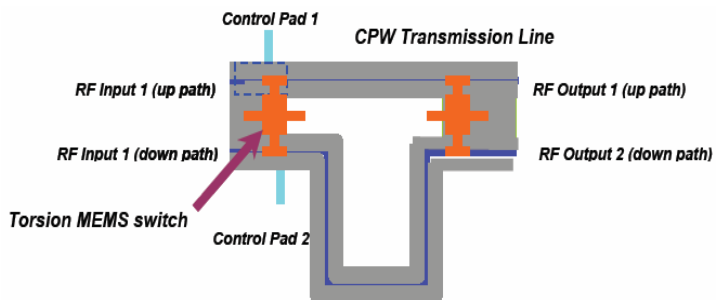 Control Pad 1
CPW Transmission Line
RF Input 1 (up path)
RF Output 1 (up path)
RF Input 1 (down path)
RF Output 2 (down path)
Torsion MEMS switch
Control Pad 2